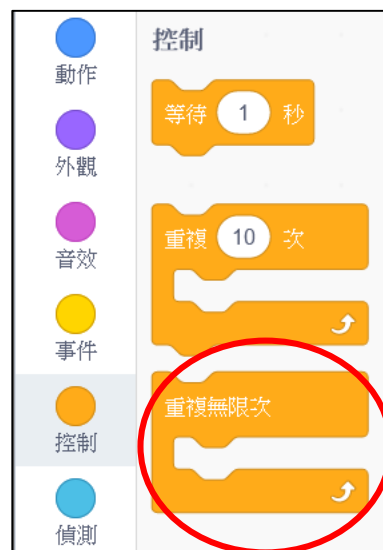 動作
外觀
音效
事件
控制
偵測
控制
等待 1 秒
重複 10 次
重複無限次